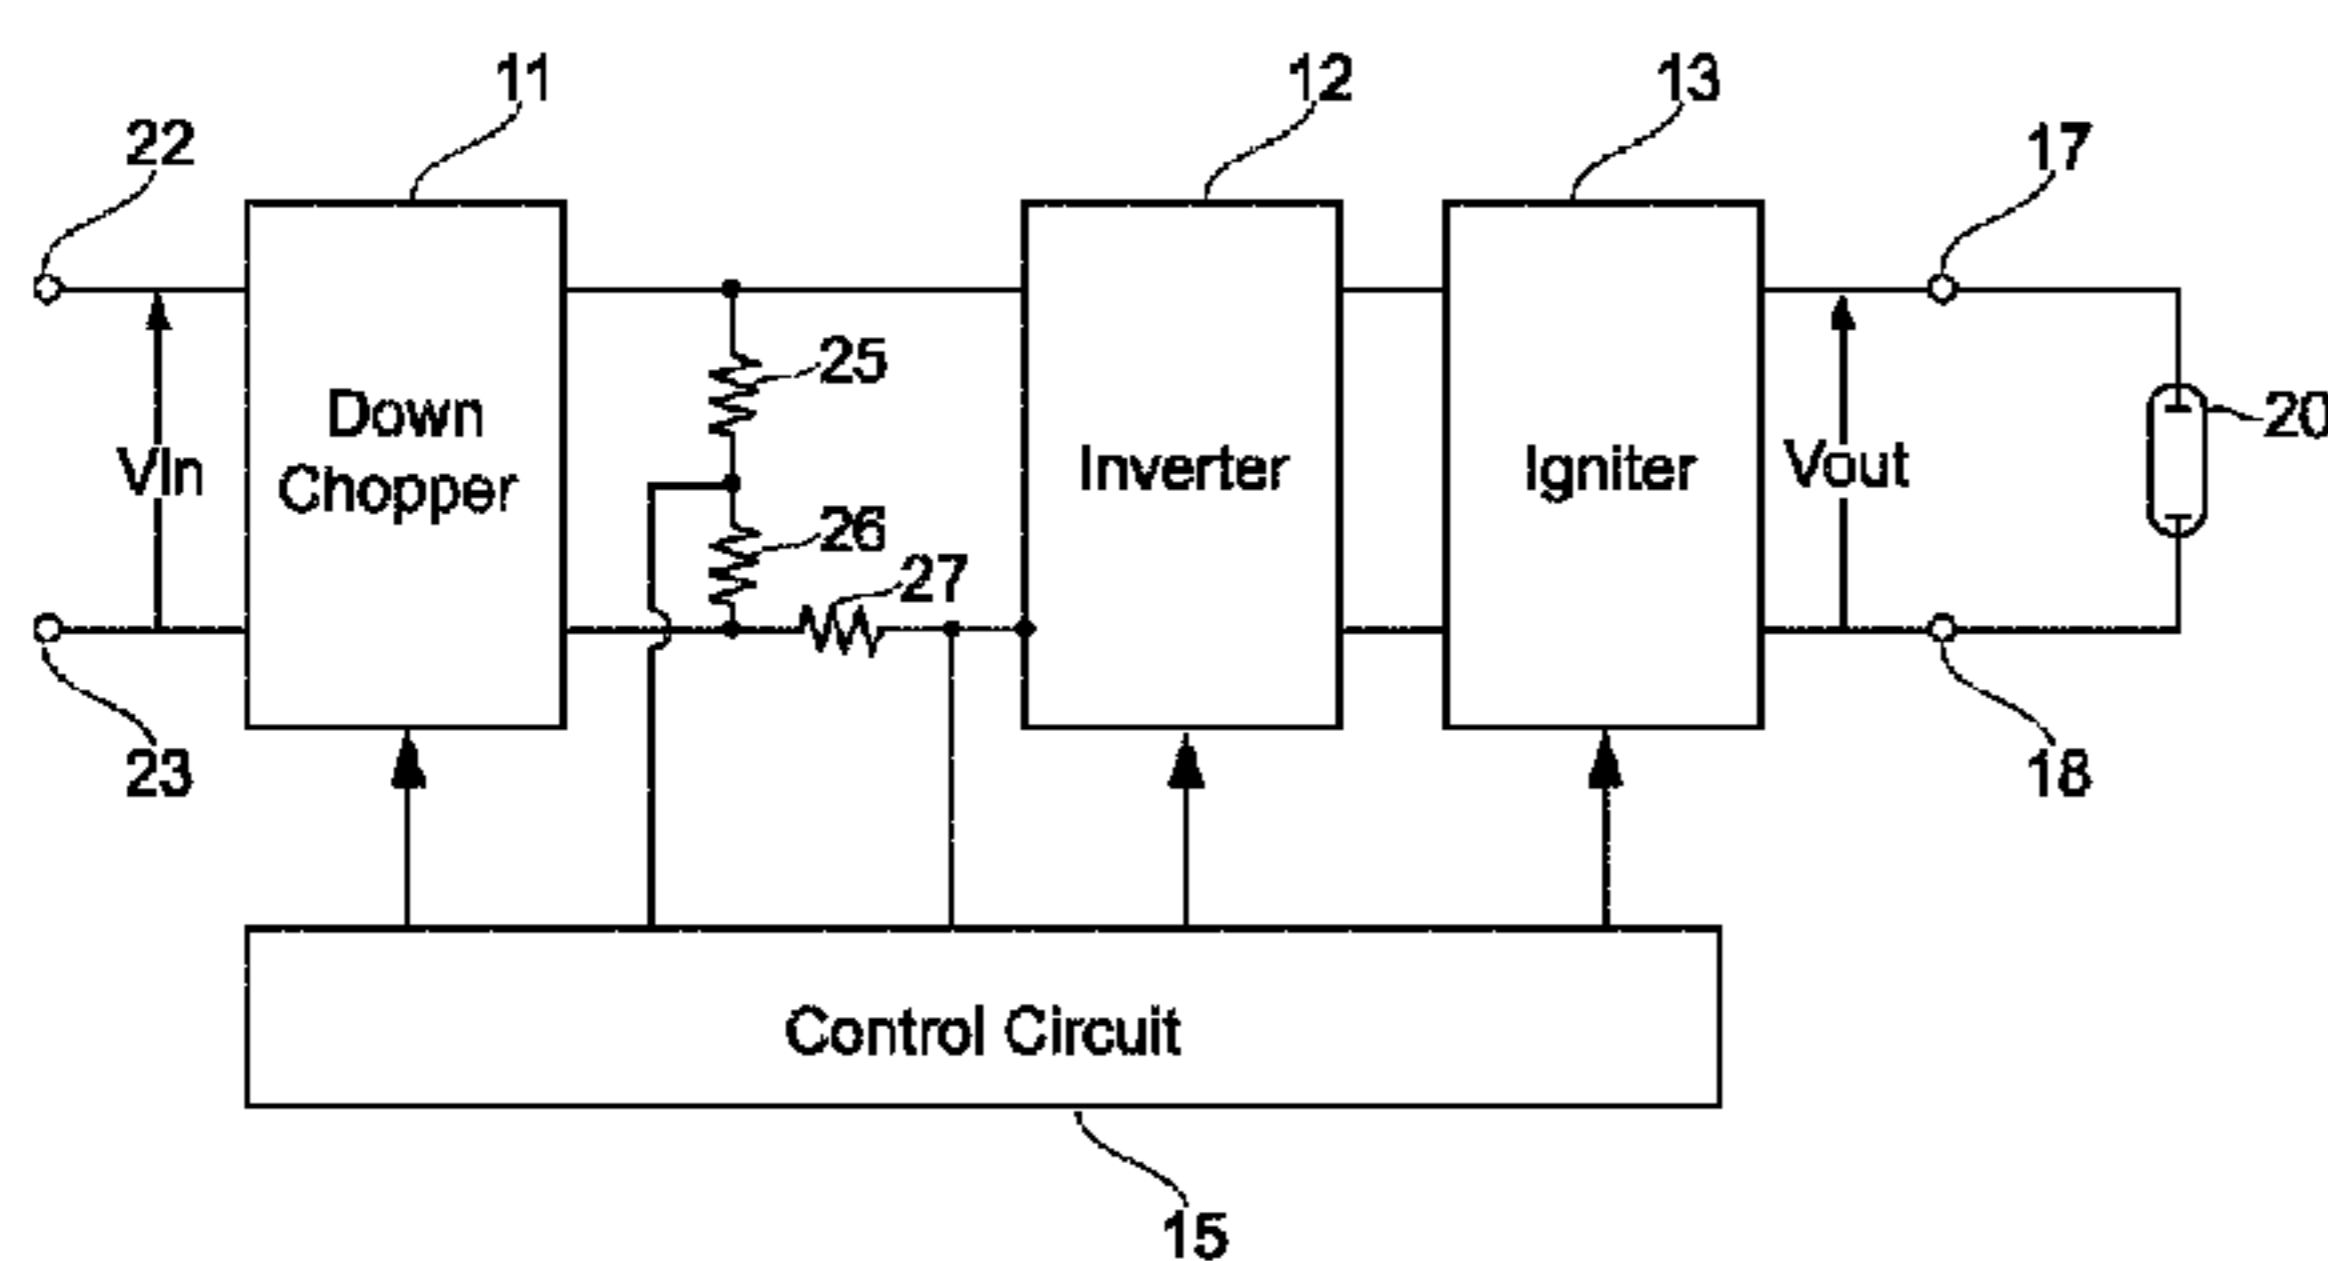 11
12
13
22
17
25
Down
Chopper
VIn
Inverter
Igniter
Vout
20
26
27
23
18
Control Circuit
15